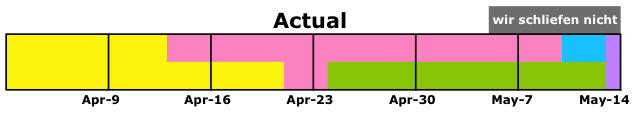 Actual
wir schliefen nicht
Apr-9 Apr-16 Apr-23 Apr-30 May-7 May-14